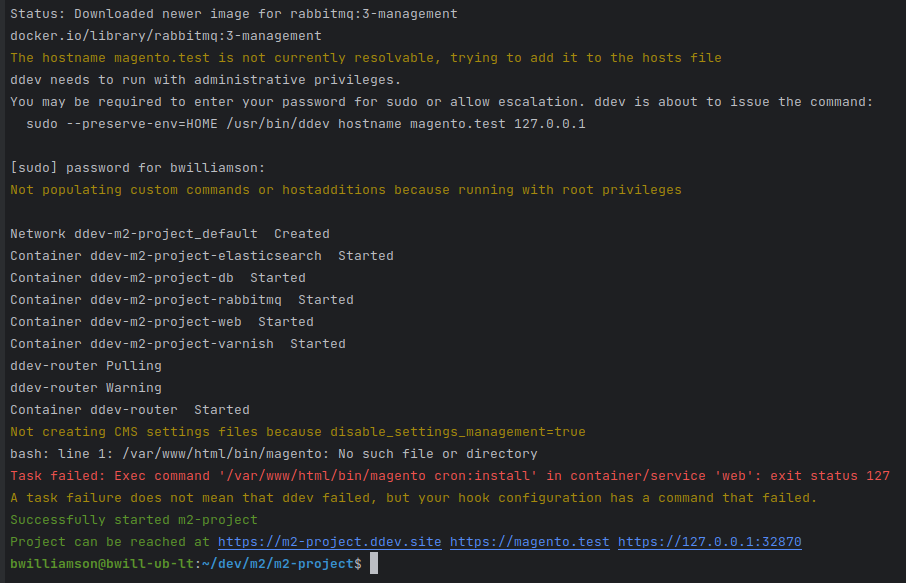 Status: Downloaded newer image for rabbitmq:3-management
docker.io/library/rabbitmq:3-management
The hostname magento.test is not currently resolvable, trying to add it to the hosts file
ddev needs to run with administrative privileges.
You may be required to enter your password for sudo or allow escalation. ddev is about to issue the command:
  sudo --preserve-env=HOME /usr/bin/ddev hostname magento.test 127.0.0.1
[sudo] password for bwilliamson:
Not populating custom commands or hostadditions because running with root privileges
Network ddev-m2-project_default  Created
Container ddev-m2-project-elasticsearch  Started
Container ddev-m2-project-db  Started
Container ddev-m2-project-rabbitmq  Started
Container ddev-m2-project-web  Started
Container ddev-m2-project-varnish  Started
ddev-router Pulling
ddev-router Warning
Container ddev-router  Started
Not creating CMS settings files because disable_settings_management=true
bash: line 1: /var/www/html/bin/magento: No such file or directory
Task failed: Exec command '/var/www/html/bin/magento cron:install' in container/service 'web': exit status 127
A task failure does not mean that ddev failed, but your hook configuration has a command that failed.
Successfully started m2-project
Project can be reached at https://m2-project.ddev.site https://magento.test https://127.0.0.1:32870
bwilliamson@bwill-ub-lt:~/dev/m2/m2-project$